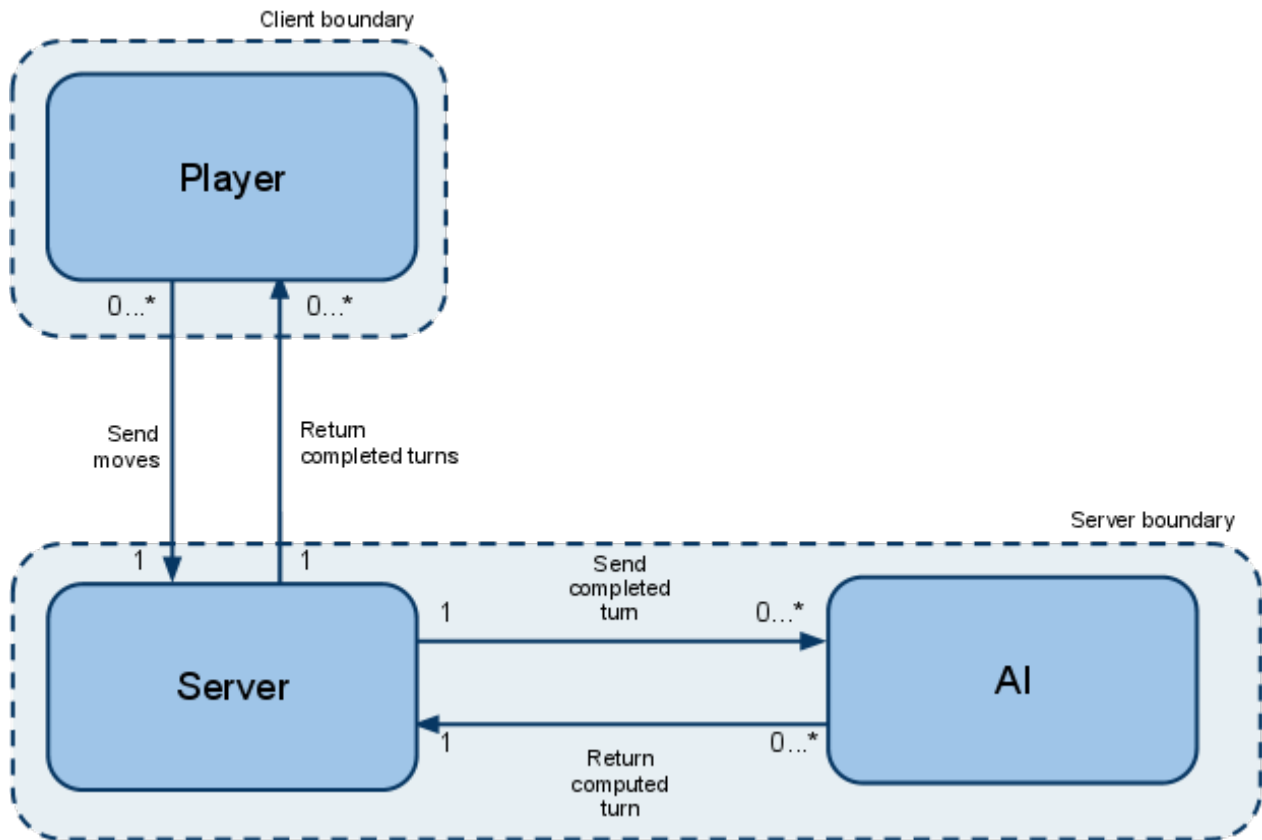 Client boundary
Player
0...*
0...*
Send
moves
Return
completed turns
Server boundary
1
1
Send
completed
turn
1
0...*
Server
AI
1
0...*
Return
computed
turn